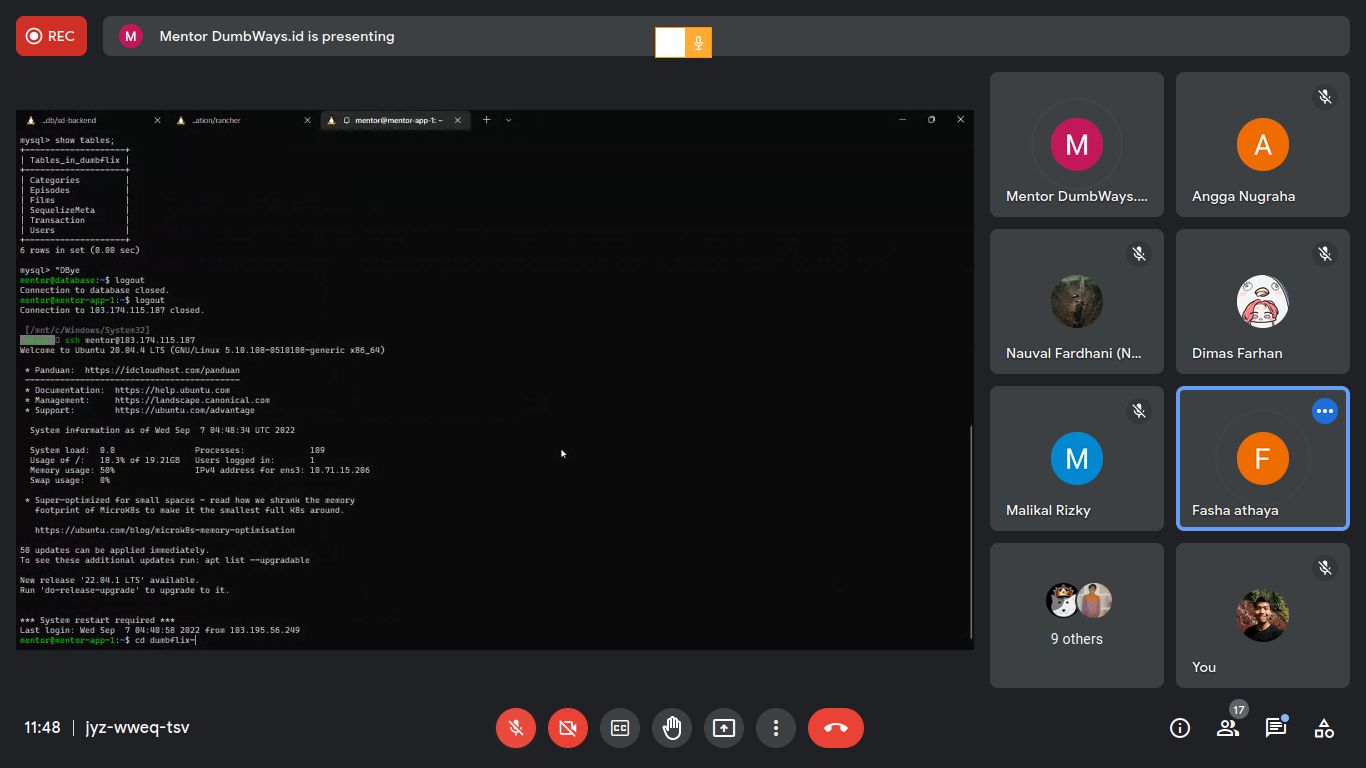 REC
M
Mentor DumbWays.id is presenting
..db/sd-backend
..ation/rancher
mentor@mentor-app-1: ~
mysql> show tables;
+--------------------+
| Tables_in_dumbflix |
+--------------------+
| Categories |
| Episodes |
| Films |
| SequelizeMeta |
| Transaction |
| Users |
+--------------------+
6 rows in set (0.00 sec)
mysql> ^DBye
mentor@database:~$ logout
Connection to database closed.
mentor@mentor-app-1:~$ logout
Connection to 103.174.115.187 closed.
[/mnt/c/Windows/System32]
ssh mentor@103.174.115.187
Welcome to Ubuntu 20.04.4 LTS (GNU/Linux 5.10.108-0510108-generic x86_64)
* Panduan: https://idcloudhost.com/panduan
--------------------------------------------
* Documentation: https://help.ubuntu.com
* Management: https://landscape.canonical.com
* Support: https://ubuntu.com/advantage
System information as of Wed Sep 7 04:48:34 UTC 2022
System load: 0.0 Processes: 109
Usage of /: 18.3% of 19.21GB Users logged in: 1
Memory usage: 50% IPv4 address for ens3: 10.71.15.206
Swap usage: 0%
* Super-optimized for small spaces - read how we shrank the memory
footprint of MicroK8s to make it the smallest full K8s around.
https://ubuntu.com/blog/microk8s-memory-optimisation
50 updates can be applied immediately.
To see these additional updates run: apt list --upgradable
New release '22.04.1 LTS' available.
Run 'do-release-upgrade' to upgrade to it.
*** System restart required ***
Last login: Wed Sep 7 04:40:58 2022 from 103.195.56.249
mentor@mentor-app-1:~$ cd dumbflix-
M
Mentor DumbWays....
A
Angga Nugraha
Nauval Fardhani (N...
Dimas Farhan
M
Malikal Rizky
F
Fasha athaya
9 others
You
11:48 | jyz-wweq-tsv
CC
17